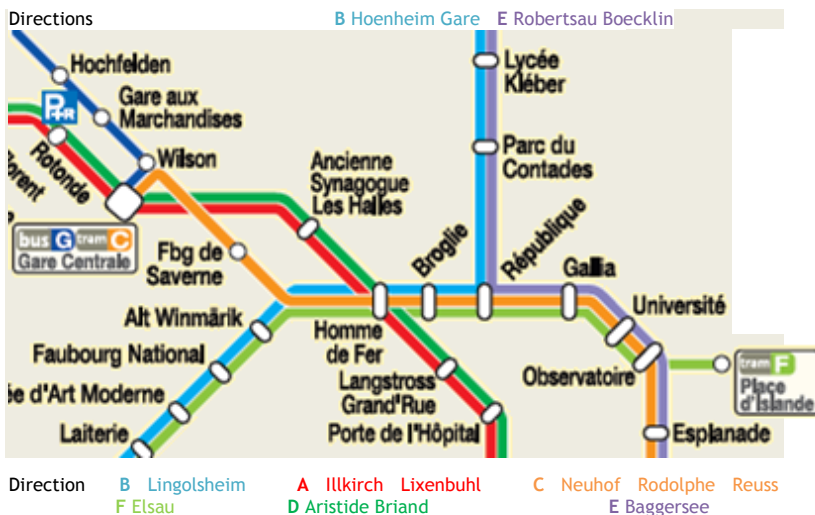 Directions B Hoenheim Gare E Robertsau Boecklin
Hochfelden
P+R
Gare aux
Marchandises
Wilson
Rotonde
bus G tram C
Gare Centrale
Fbg de
Saverne
Ancienne
Synagogue
Les Halles
Lycée
Kléber
Parc du
Contades
Broglie
République
Gallia
Université
Alt Winmärik
Faubourg National
d'Art Moderne
Laiterie
Homme
de Fer
Langstross
Grand'Rue
Porte de l'Hôpital
Observatoire
tram F
Place
d'Islande
Esplanade
Direction B Lingolsheim A Illkirch Lixenbuhl C Neuhof Rodolphe Reuss
F Elsau D Aristide Briand E Baggersee